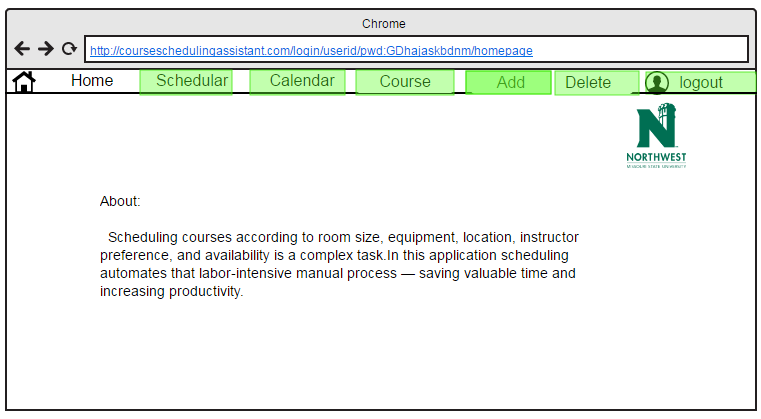 Chrome
http://courseschedulingassistant.com/login/userid/pwd:GDhajaskbdnm/homepage
Home Schedular Calendar Course Add Delete logout
N
NORTHWEST
MISSOURI STATE UNIVERSITY
About:
Scheduling courses according to room size, equipment, location, instructor
preference, and availability is a complex task.In this application scheduling
automates that labor-intensive manual process — saving valuable time and
increasing productivity.